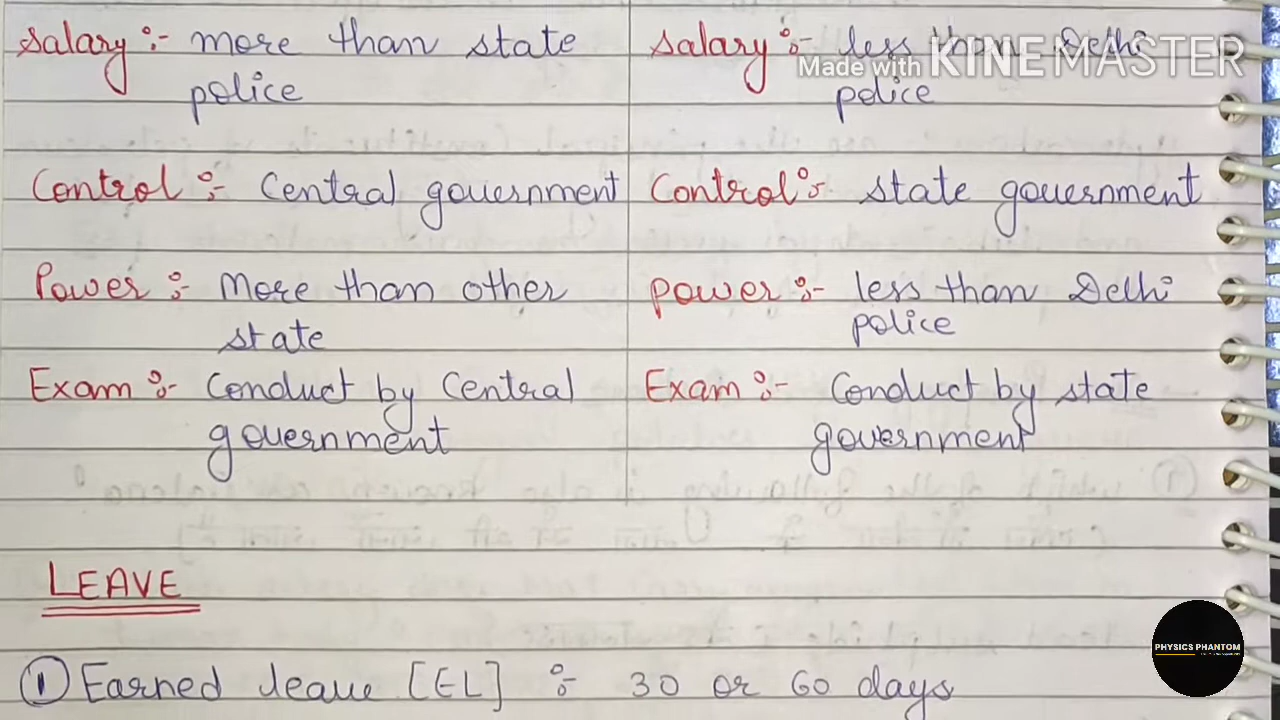 Salary :- more than state
police
Salary :- less than Delhi
police
Made with KINEMASTER
Control :- Central government
Control :- state government
Power :- More than other
state
power :- less than Delhi
police
Exam :- Conduct by Central
government
Exam :- Conduct by state
government
LEAVE
① Earned leave [EL] :- 30 or 60 days
PHYSICS PHANTOM